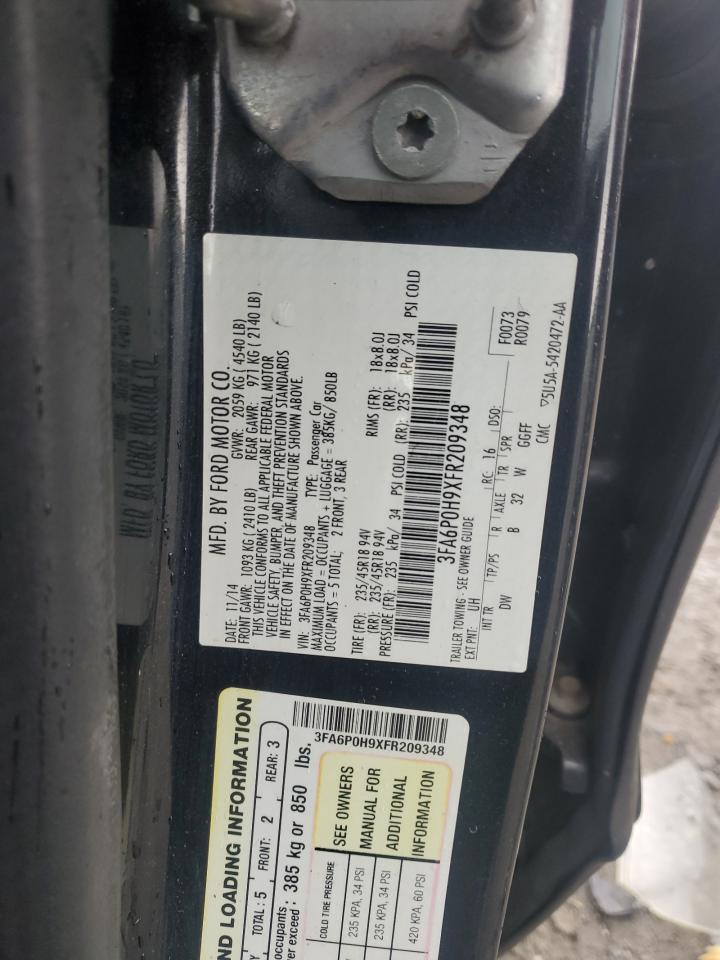 MFD. BY FORD MOTOR CO.
DATE: 11/14 GVWR: 2059 KG ( 4540 LB)
FRONT GAWR: 1093 KG ( 2410 LB) REAR GAWR: 971 KG ( 2140 LB)
THIS VEHICLE CONFORMS TO ALL APPLICABLE FEDERAL MOTOR
VEHICLE SAFETY, BUMPER, AND THEFT PREVENTION STANDARDS
IN EFFECT ON THE DATE OF MANUFACTURE SHOWN ABOVE.
VIN: 3FA6P0H9XFR209348 TYPE: Passenger Car
MAXIMUM LOAD = OCCUPANTS + LUGGAGE = 385KG/ 850LB
OCCUPANTS = 5 TOTAL: 2 FRONT, 3 REAR
TIRE (FR): 235/45R18 94V RIMS (FR): 18x8.0J
(RR): 235/45R18 94V (RR): 18x8.0J
PRESSURE (FR): 235 kPa/ 34 PSI COLD (RR): 235 kPa/ 34 PSI COLD
3FA6P0H9XFR209348
TRAILER TOWING - SEE OWNER GUIDE
EXT PNT: UH RC: 16 DSO: F0073
R0079
INT TR TP/PS R AXLE TR SPR
DW B 32 W GGFF
CMC ▽5U5A-5420472-AA
ND LOADING INFORMATION
TOTAL: 5 FRONT: 2 REAR: 3
occupants
er exceed : 385 kg or 850 lbs.
3FA6P0H9XFR209348
COLD TIRE PRESSURE
235 KPA, 34 PSI
235 KPA, 34 PSI
420 KPA, 60 PSI
SEE OWNERS
MANUAL FOR
ADDITIONAL
INFORMATION